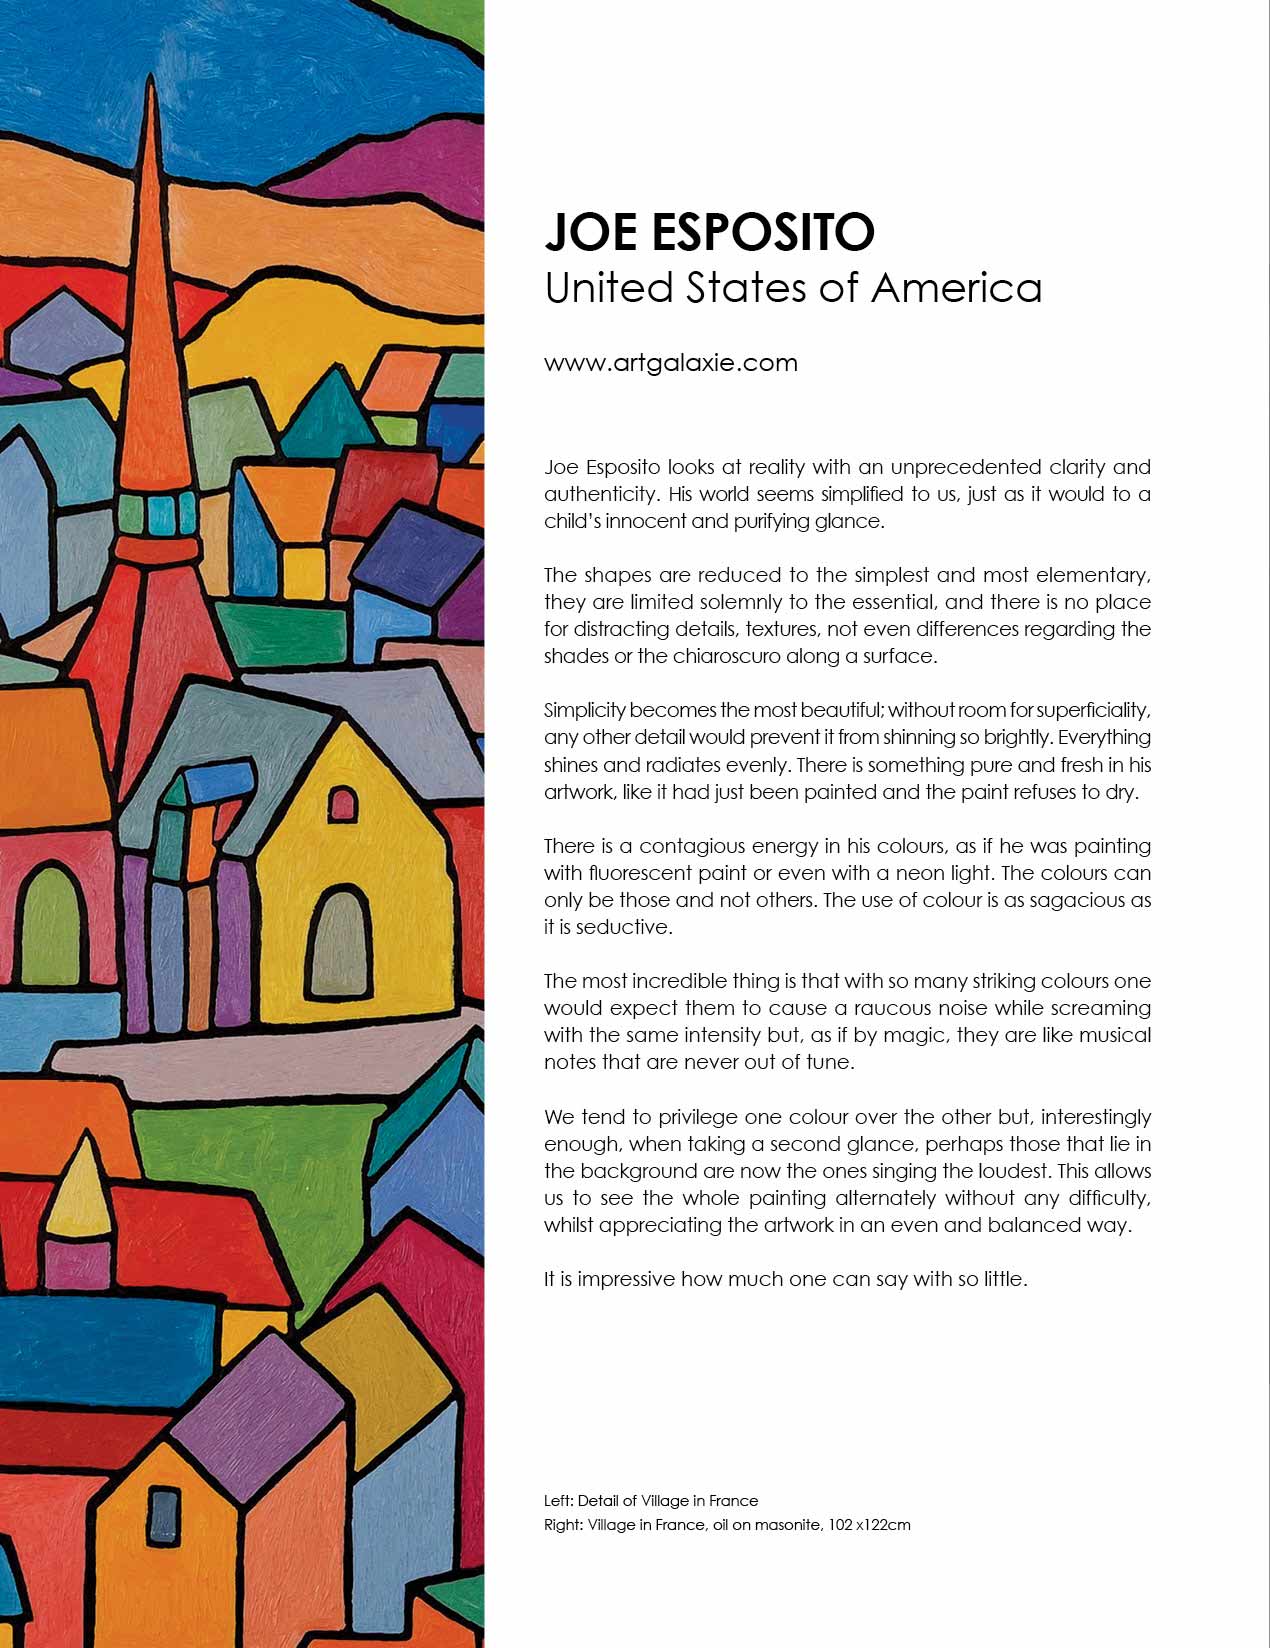 JOE ESPOSITO
United States of America
www.artgalaxie.com
Joe Esposito looks at reality with an unprecedented clarity and
authenticity. His world seems simplified to us, just as it would to a
child's innocent and purifying glance.
The shapes are reduced to the simplest and most elementary,
they are limited solemnly to the essential, and there is no place
for distracting details, textures, not even differences regarding the
shades or the chiaroscuro along a surface.
Simplicity becomes the most beautiful; without room for superficiality,
any other detail would prevent it from shinning so brightly. Everything
shines and radiates evenly. There is something pure and fresh in his
artwork, like it had just been painted and the paint refuses to dry.
There is a contagious energy in his colours, as if he was painting
with fluorescent paint or even with a neon light. The colours can
only be those and not others. The use of colour is as sagacious as
it is seductive.
The most incredible thing is that with so many striking colours one
would expect them to cause a raucous noise while screaming
with the same intensity but, as if by magic, they are like musical
notes that are never out of tune.
We tend to privilege one colour over the other but, interestingly
enough, when taking a second glance, perhaps those that lie in
the background are now the ones singing the loudest. This allows
us to see the whole painting alternately without any difficulty,
whilst appreciating the artwork in an even and balanced way.
It is impressive how much one can say with so little.
Left: Detail of Village in France
Right: Village in France, oil on masonite, 102 x122cm